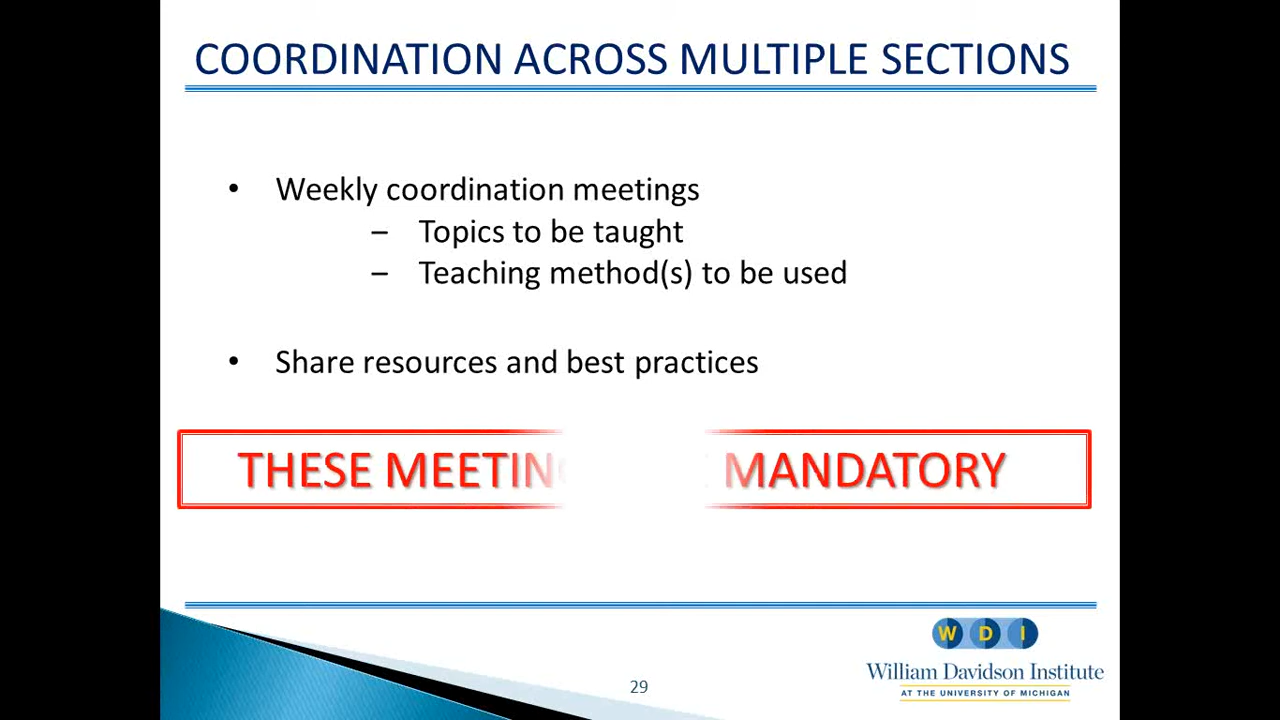 COORDINATION ACROSS MULTIPLE SECTIONS
• Weekly coordination meetings
– Topics to be taught
– Teaching method(s) to be used
• Share resources and best practices
THESE MANDATORY
29
W D I
William Davidson Institute
AT THE UNIVERSITY OF MICHIGAN